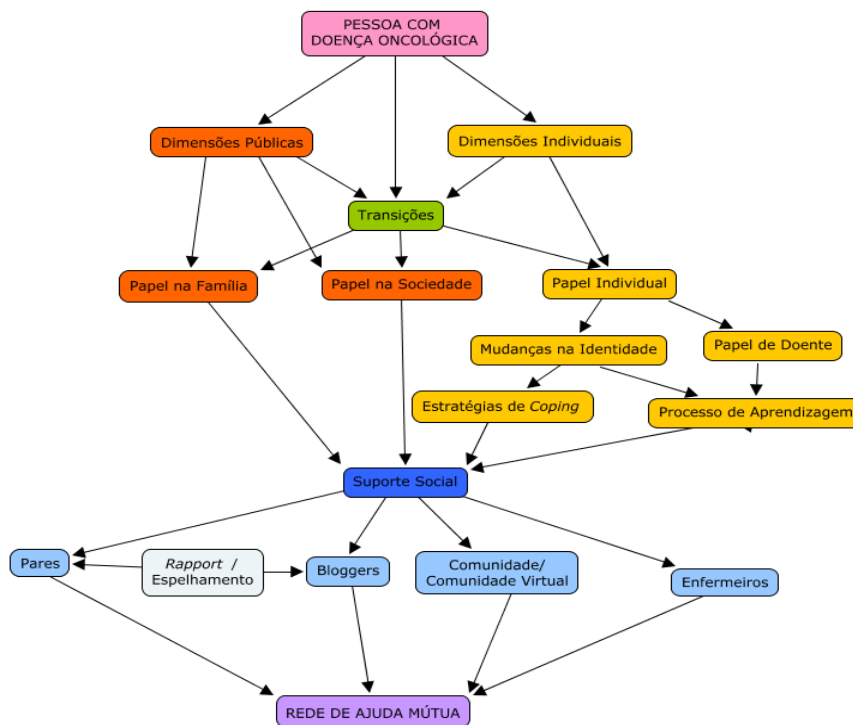 PESSOA COM
DOENÇA ONCOLÓGICA
Dimensões Públicas
Dimensões Individuais
Transições
Papel na Família
Papel na Sociedade
Papel Individual
Mudanças na Identidade
Papel de Doente
Estratégias de Coping
Processo de Aprendizagem
Suporte Social
Pares
Rapport /
Espelhamento
Bloggers
Comunidade/
Comunidade Virtual
Enfermeiros
REDE DE AJUDA MÚTUA